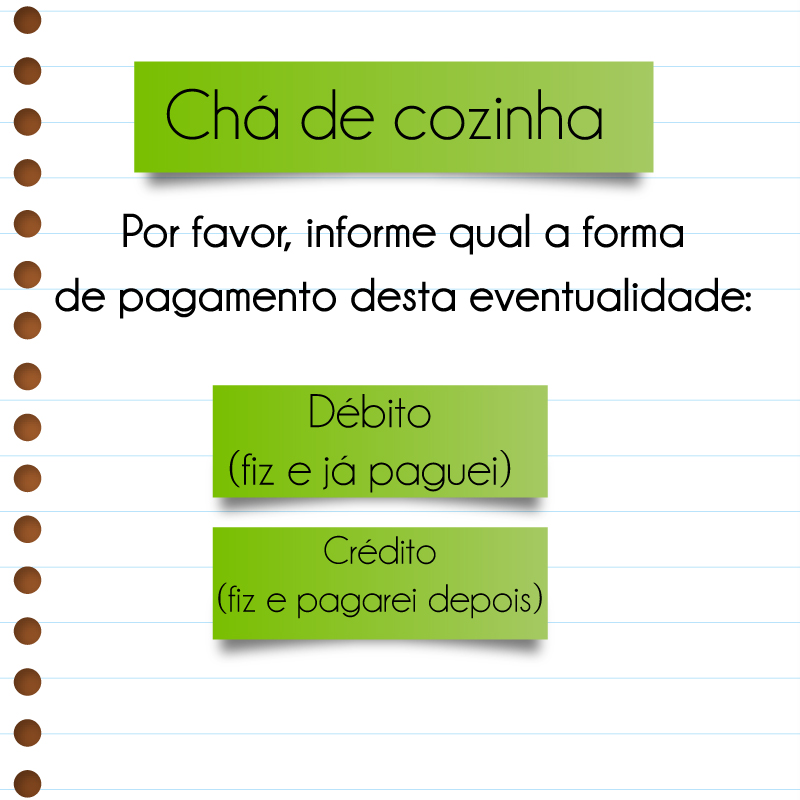 Chá de cozinha
Por favor, informe qual a forma
de pagamento desta eventualidade:
Débito
(fiz e já paguei)
Crédito
(fiz e pagarei depois)